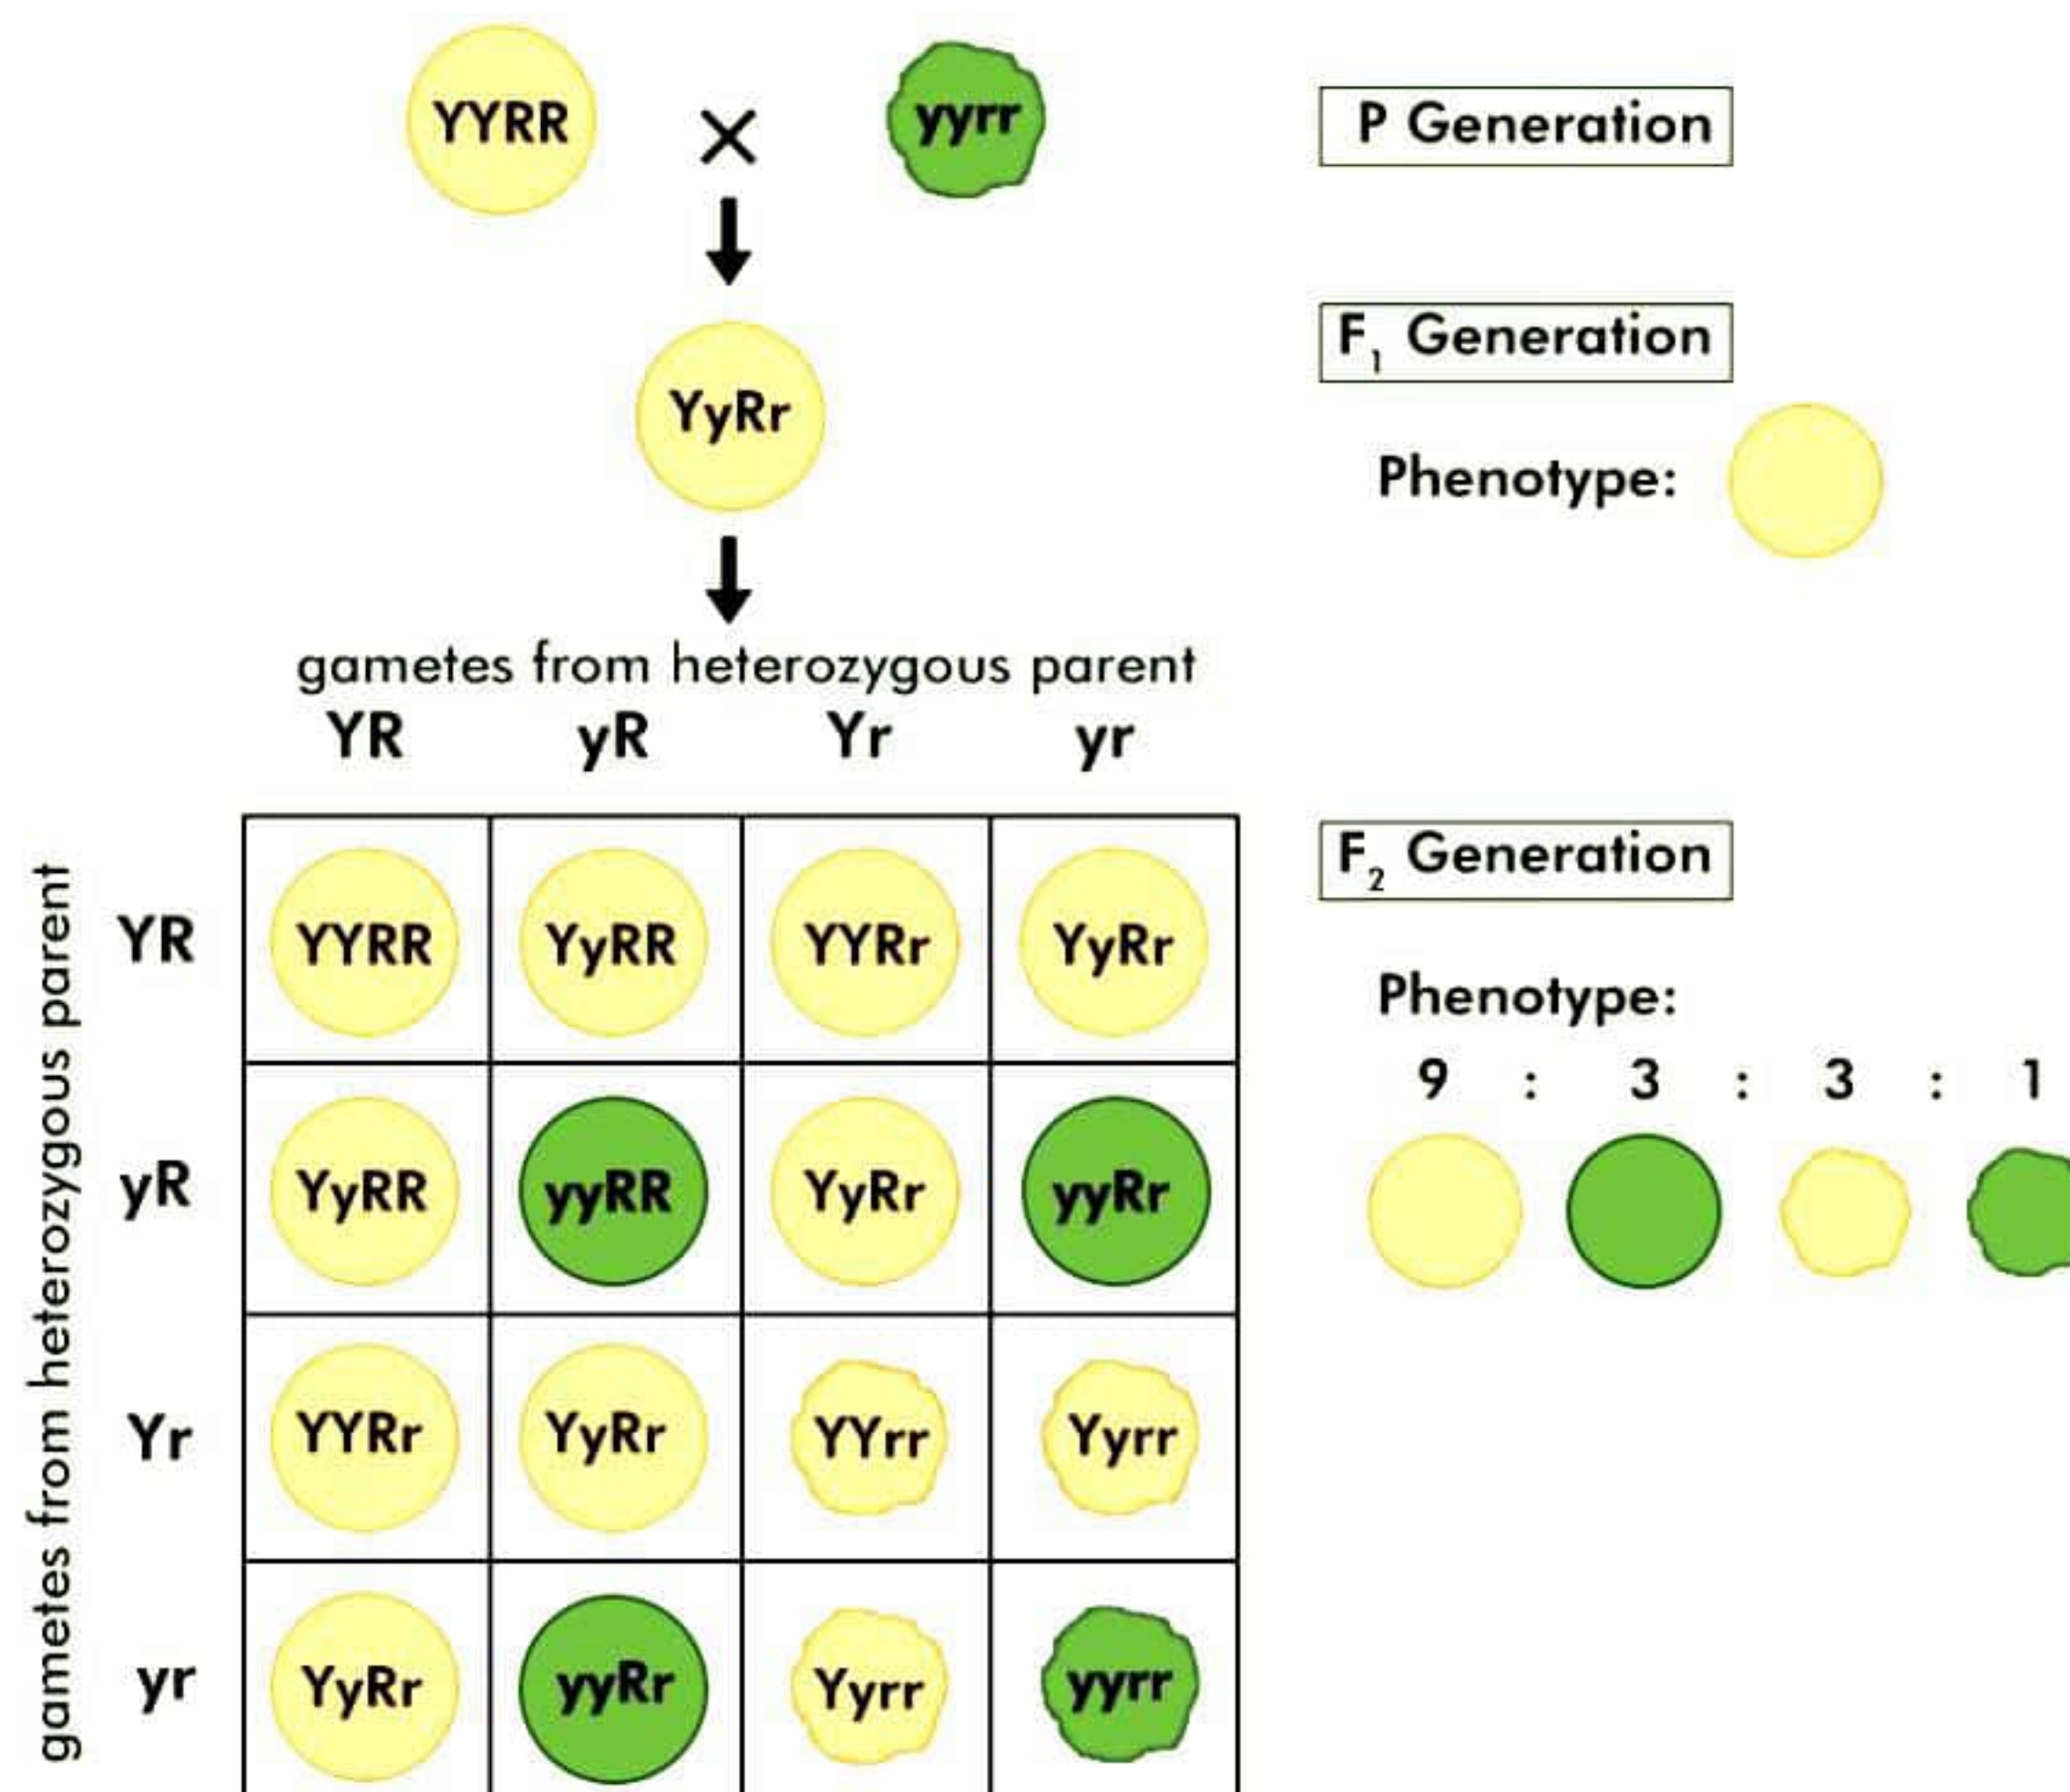 YYRR × yyrr
P Generation
YyRr
F₁ Generation
Phenotype:
gametes from heterozygous parent
YR yR Yr yr
gametes from heterozygous parent
YR YYRR YyRR YYRr YyRr
yR YyRR yyRR YyRr yyRr
Yr YYRr YyRr YYrr Yyrr
yr YyRr yyRr Yyrr yyrr
F₂ Generation
Phenotype:
9 : 3 : 3 : 1